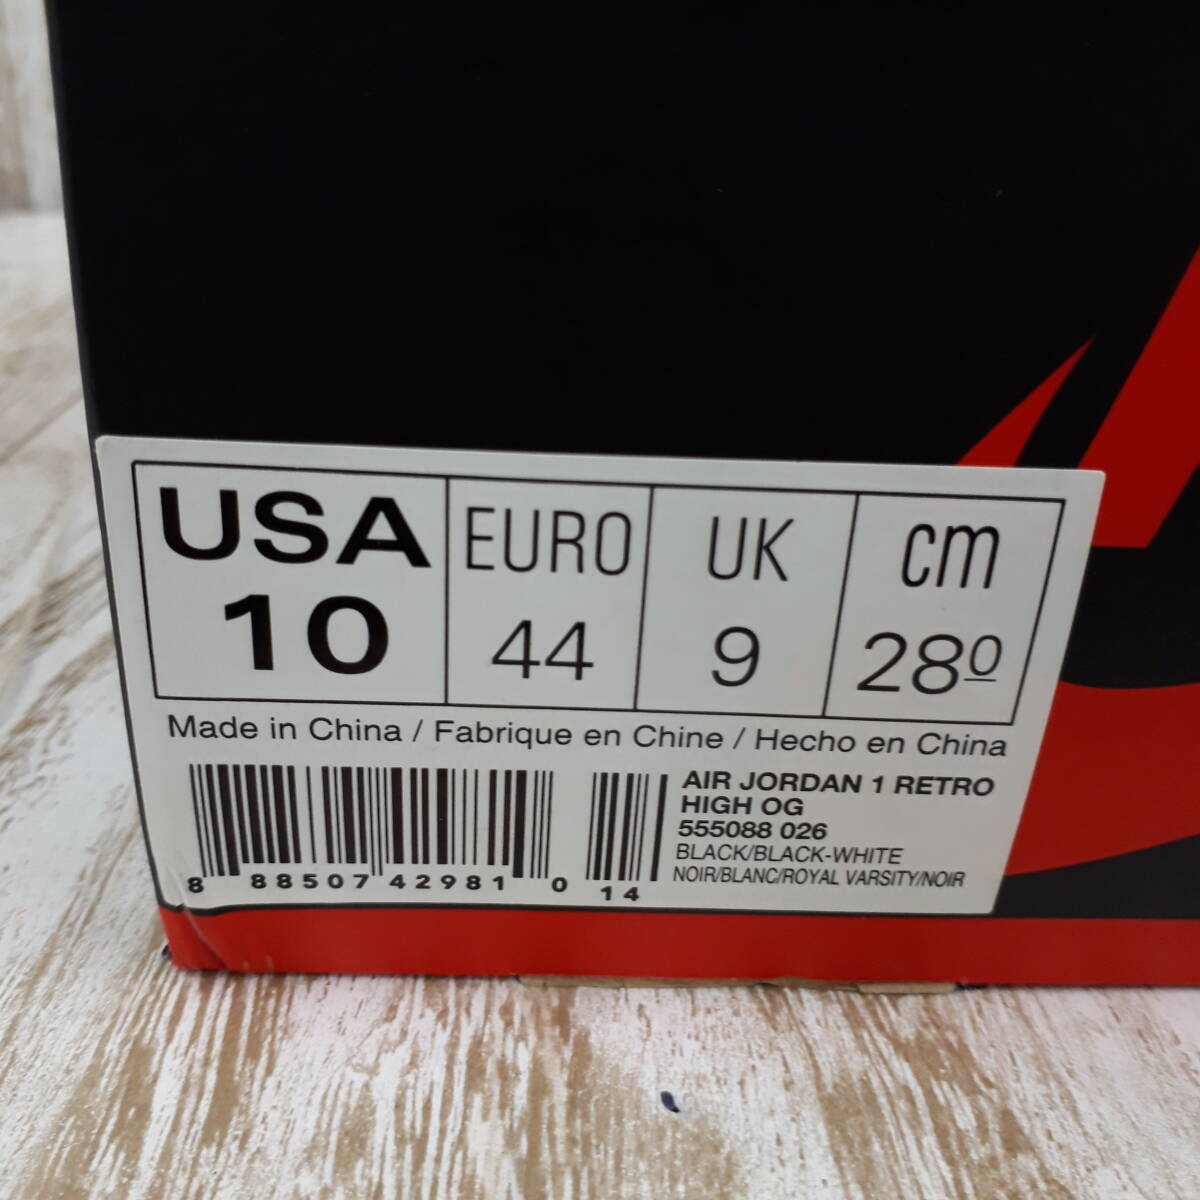 USA EURO UK cm
10 44 9 28 0
Made in China / Fabrique en Chine / Hecho en China
AIR JORDAN 1 RETRO
HIGH OG
555088 026
BLACK/BLACK-WHITE
NOIR/BLANC/ROYAL VARSITY/NOIR
8 88507 42981 0 14